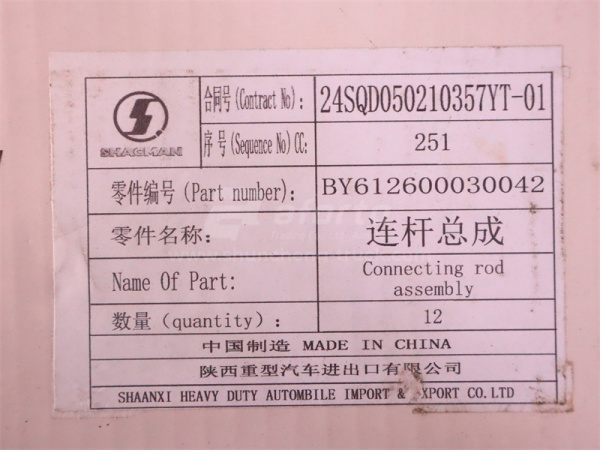 SHACMAN
合同号(Contract No): 24SQD050210357YT-01
序号(Sequence No)CC: 251
零件编号(Part number): BY612600030042
零件名称: 连杆总成
Name Of Part: Connecting rod
assembly
数量(quantity): 12
中国制造 MADE IN CHINA
陕西重型汽车进出口有限公司
SHAANXI HEAVY DUTY AUTOMBILE IMPORT & EXPORT CO.LTD